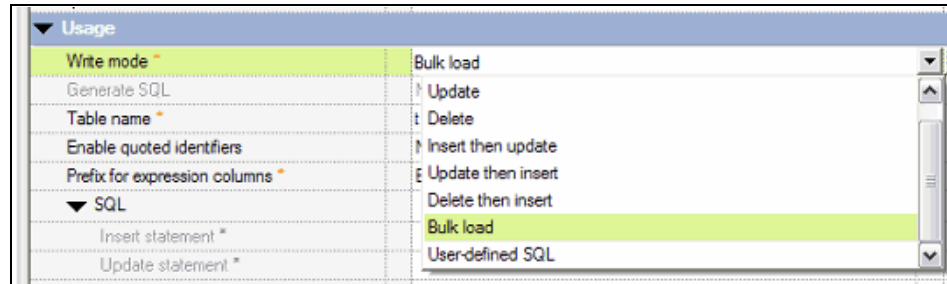 Usage
Write mode * Bulk load
Generate SQL
Update
Table name *
Delete
Enable quoted identifiers
Insert then update
Prefix for expression columns *
Update then insert
SQL
Delete then insert
Insert statement *
Bulk load
Update statement *
User-defined SQL